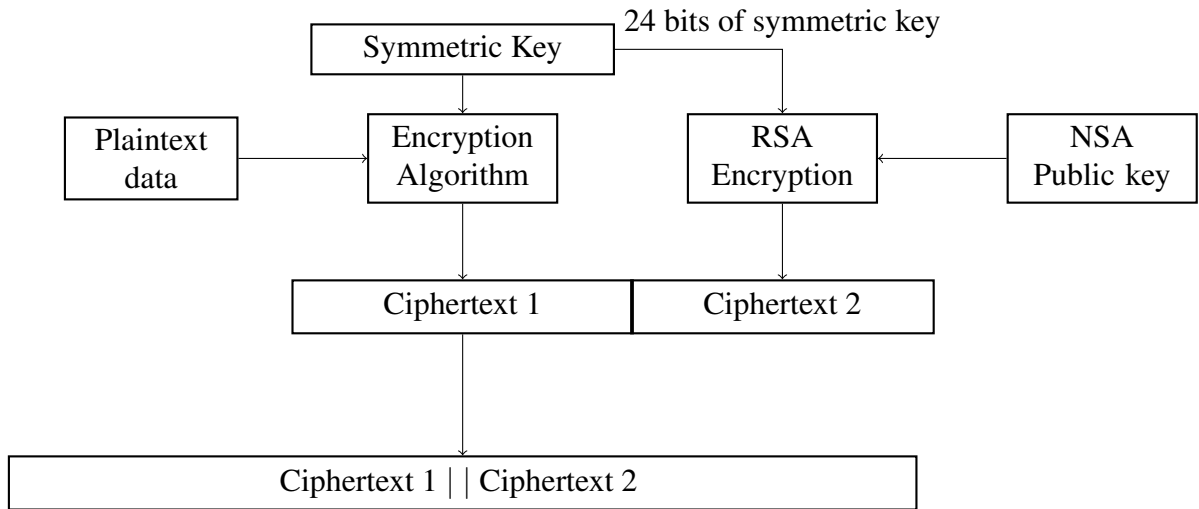 24 bits of symmetric key
Symmetric Key
Plaintext
data
Encryption
Algorithm
RSA
Encryption
NSA
Public key
Ciphertext 1
Ciphertext 2
Ciphertext 1 | | Ciphertext 2